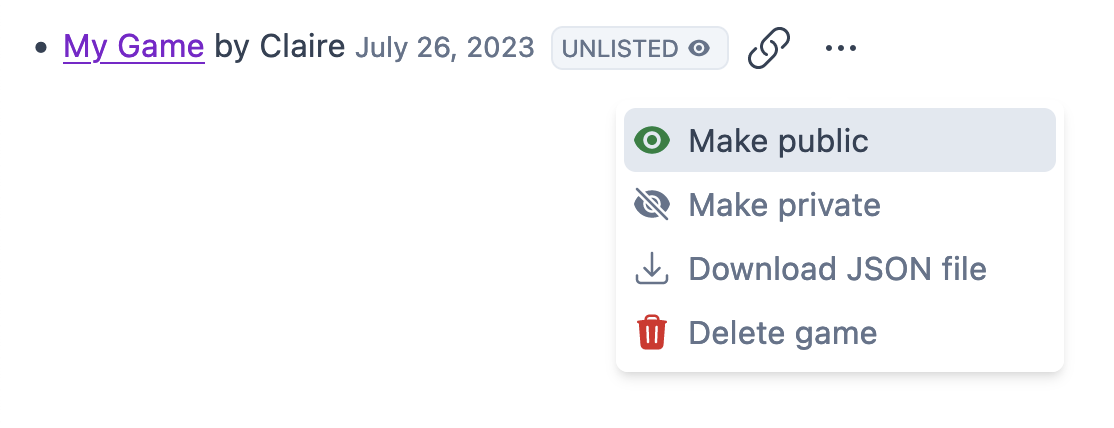 • My Game by Claire July 26, 2023 UNLISTED
Make public
Make private
Download JSON file
Delete game